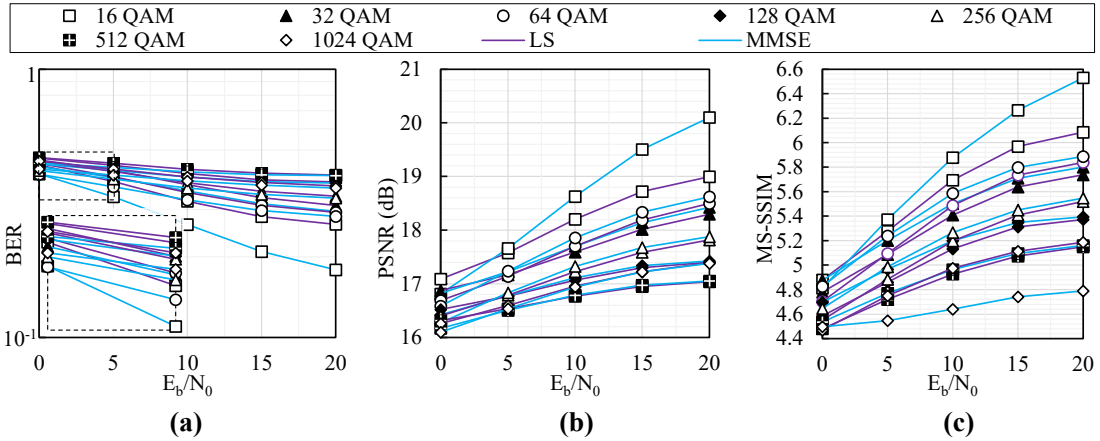 16 QAM 32 QAM 64 QAM 128 QAM 256 QAM
512 QAM 1024 QAM LS MMSE
BER
1
10-1
0 5 10 15 20
Eb/N0
(a)
PSNR (dB)
21
20
19
18
17
16
0 5 10 15 20
Eb/N0
(b)
MS-SSIM
6.6
6.4
6.2
6
5.8
5.6
5.4
5.2
5
4.8
4.6
4.4
0 5 10 15 20
Eb/N0
(c)